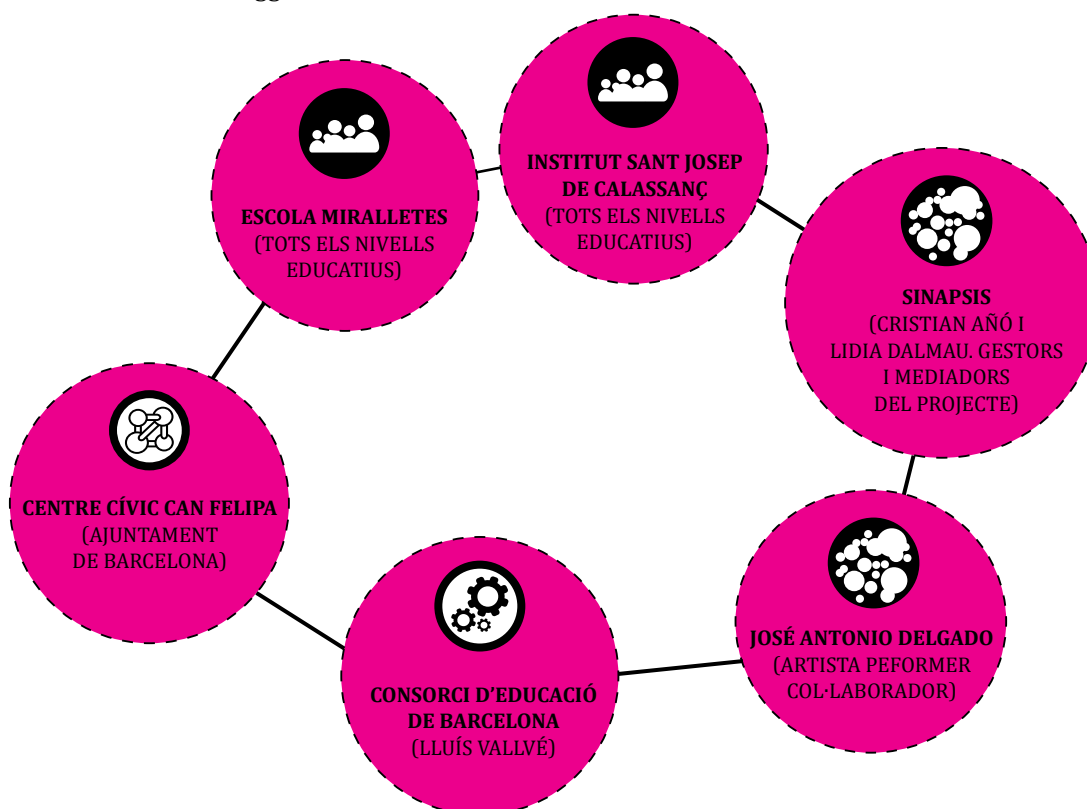 INSTITUT SANT JOSEP
DE CALASSANÇ
(TOTS ELS NIVELLS
EDUCATIUS)
ESCOLA MIRALLETES
(TOTS ELS NIVELLS
EDUCATIUS)
SINAPSIS
(CRISTIAN AÑÓ I
LIDIA DALMAU. GESTORS
I MEDIADORS
DEL PROJECTE)
CENTRE CÍVIC CAN FELIPA
(AJUNTAMENT
DE BARCELONA)
JOSÉ ANTONIO DELGADO
(ARTISTA PEFORMER
COL·LABORADOR)
CONSORCI D'EDUCACIÓ
DE BARCELONA
(LLUÍS VALLVÉ)